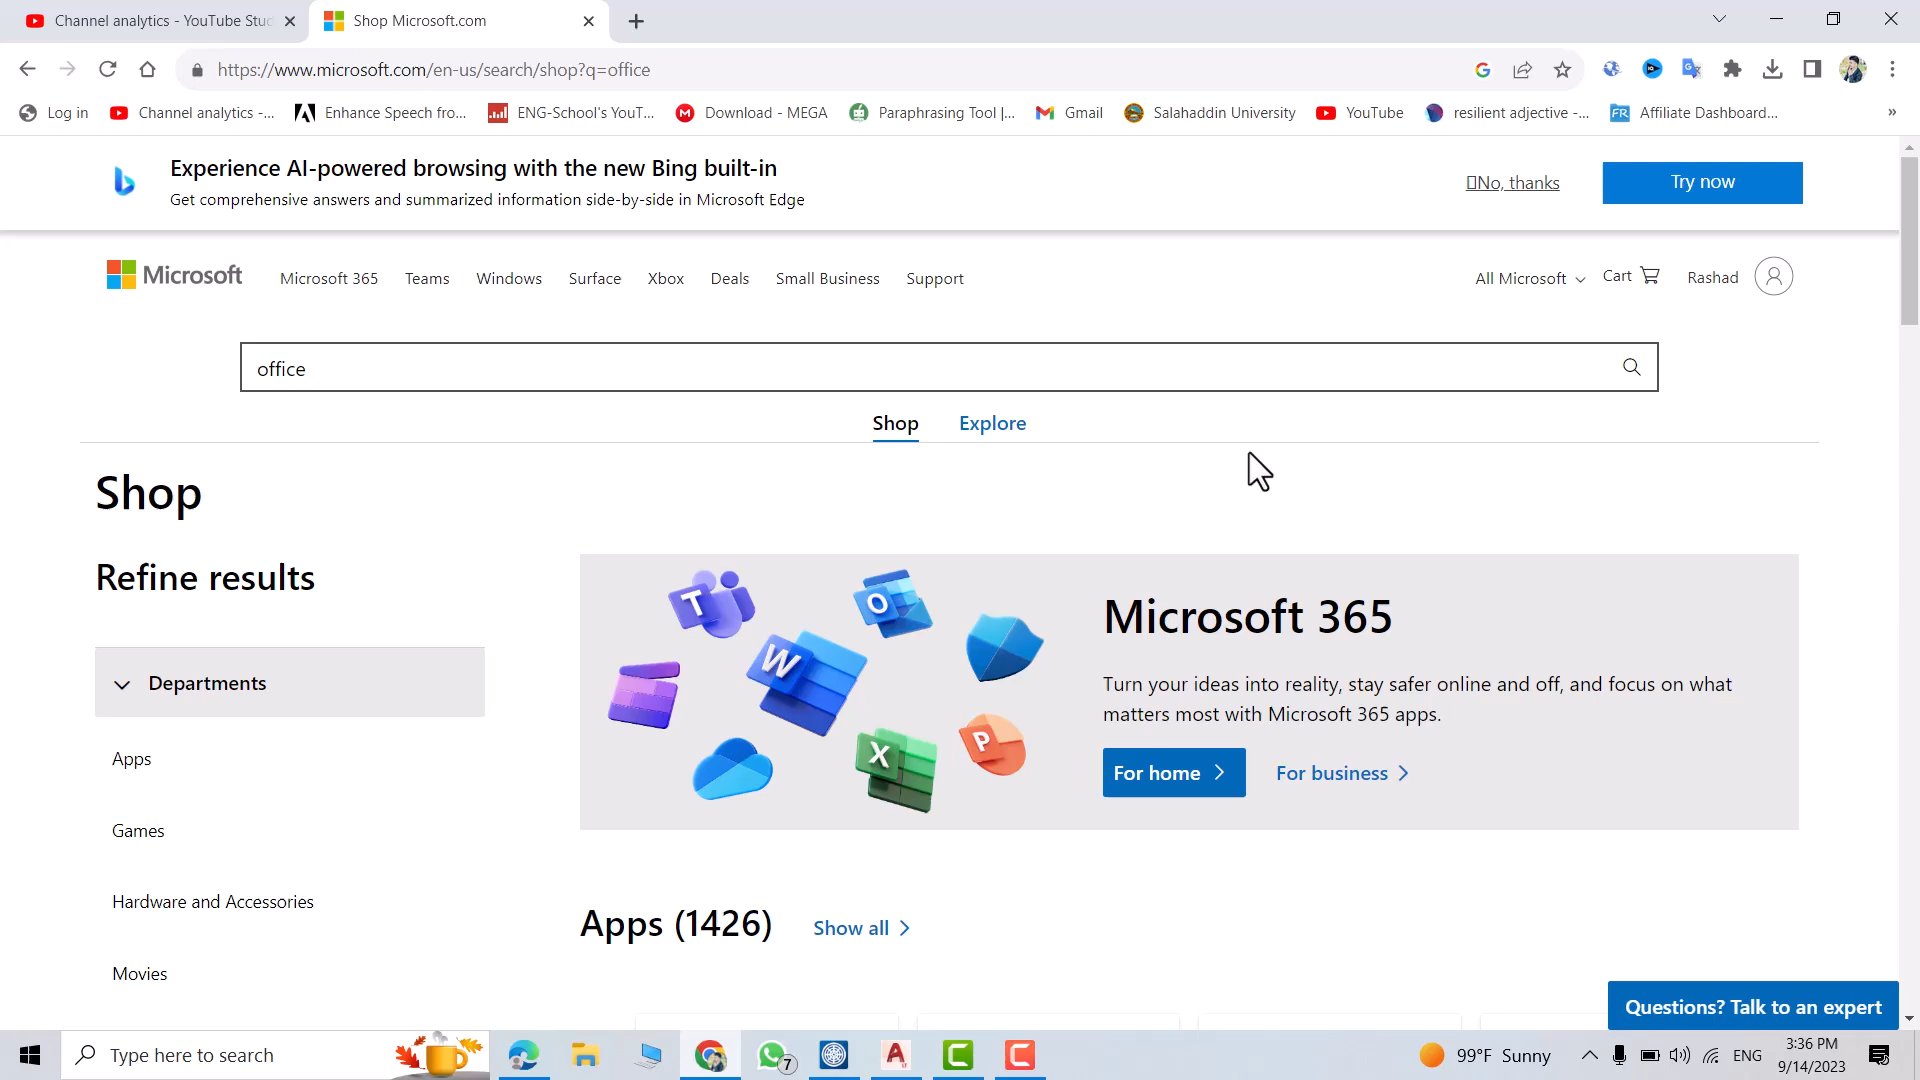 Channel analytics - YouTube Stud
Shop Microsoft.com
https://www.microsoft.com/en-us/search/shop?q=office
Log in
Channel analytics -...
Enhance Speech fro...
ENG-School's YouT...
Download - MEGA
Paraphrasing Tool |...
Gmail
Salahaddin University
YouTube
resilient adjective -...
FR
Affiliate Dashboard...
»
Experience AI-powered browsing with the new Bing built-in
Get comprehensive answers and summarized information side-by-side in Microsoft Edge
No, thanks
Try now
Microsoft
Microsoft 365
Teams
Windows
Surface
Xbox
Deals
Small Business
Support
All Microsoft
Cart
Rashad
office
Shop
Explore
Shop
Refine results
Departments
Apps
Games
Hardware and Accessories
Movies
T
O
W
X
P
Microsoft 365
Turn your ideas into reality, stay safer online and off, and focus on what
matters most with Microsoft 365 apps.
For home
For business
Apps (1426)
Show all
Questions? Talk to an expert
Type here to search
7
A
C
C
99°F Sunny
ENG
3:36 PM
9/14/2023